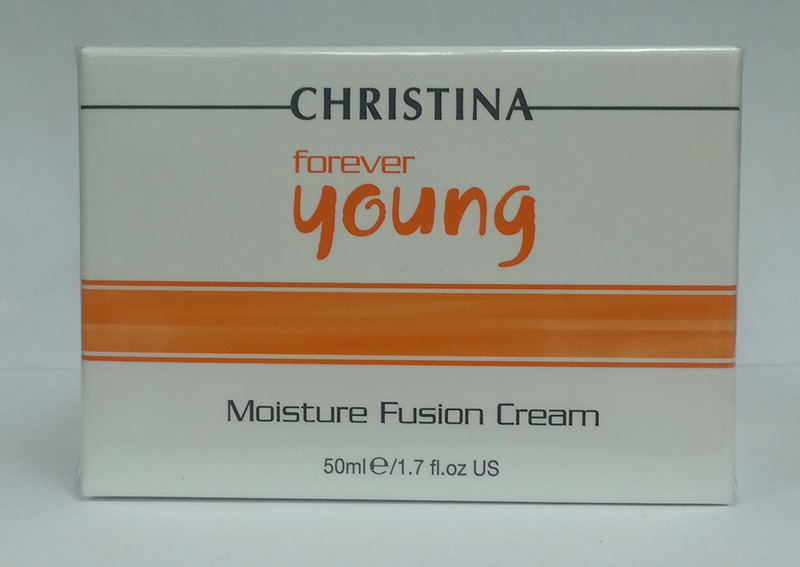 CHRISTINA
forever
young
Moisture Fusion Cream
50ml℮/1.7 fl.oz US